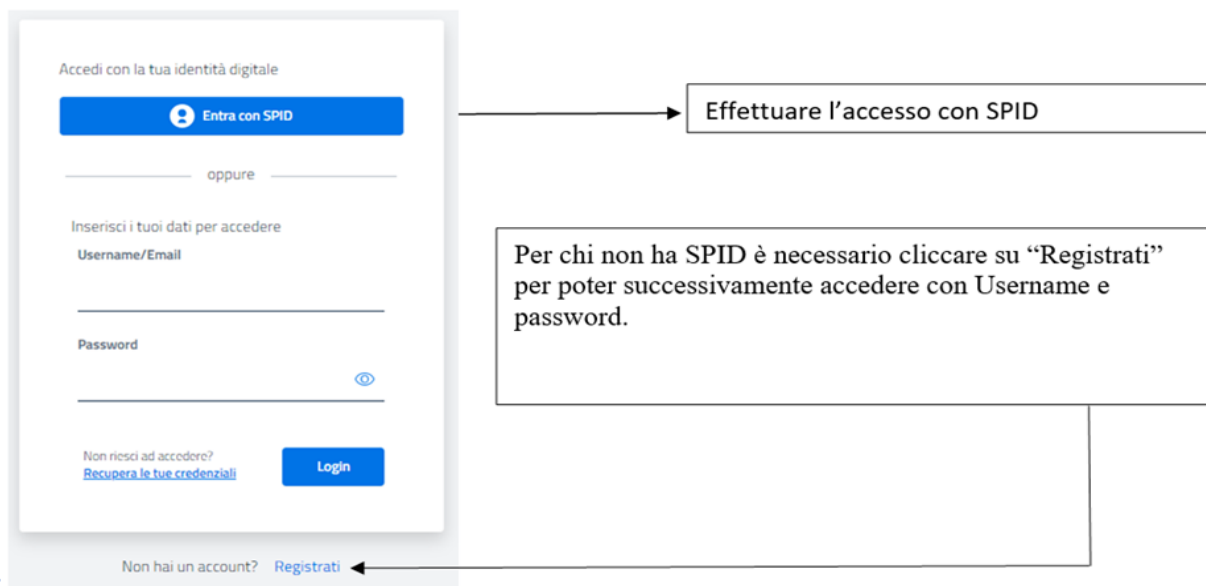 Accedi con la tua identità digitale
Entra con SPID
oppure
Inserisci i tuoi dati per accedere
Username/Email
Password
Non riesci ad accedere?
Recupera le tue credenziali
Login
Non hai un account? Registrati
Effettuare l’accesso con SPID
Per chi non ha SPID è necessario cliccare su “Registrati”
per poter successivamente accedere con Username e
password.